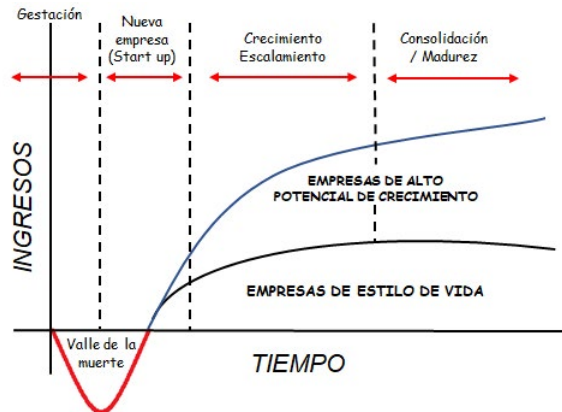 Gestación
Nueva
empresa
(Start up)
Crecimiento
Escalamiento
Consolidación
/ Madurez
INGRESOS
EMPRESAS DE ALTO
POTENCIAL DE CRECIMIENTO
EMPRESAS DE ESTILO DE VIDA
Valle de la
muerte
TIEMPO